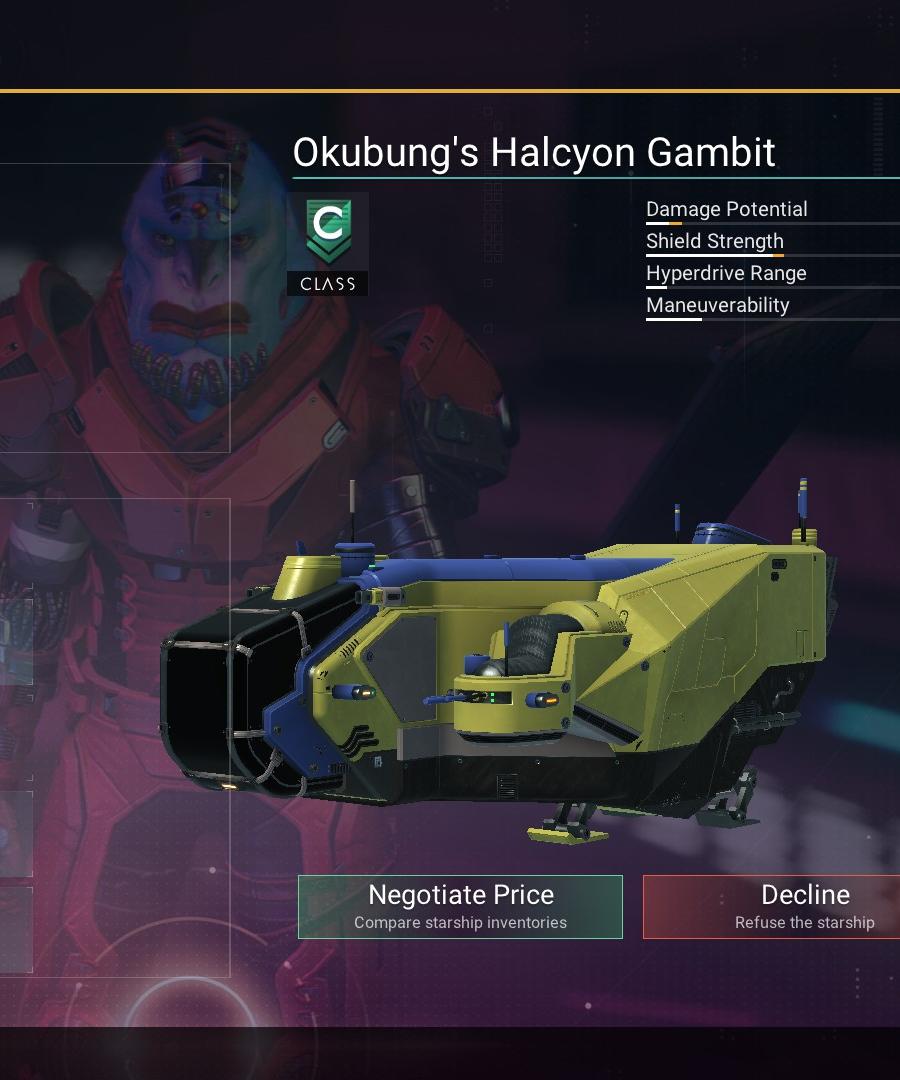 Okubung's Halcyon Gambit
C
CLASS
Damage Potential
Shield Strength
Hyperdrive Range
Maneuverability
Negotiate Price
Compare starship inventories
Decline
Refuse the starship